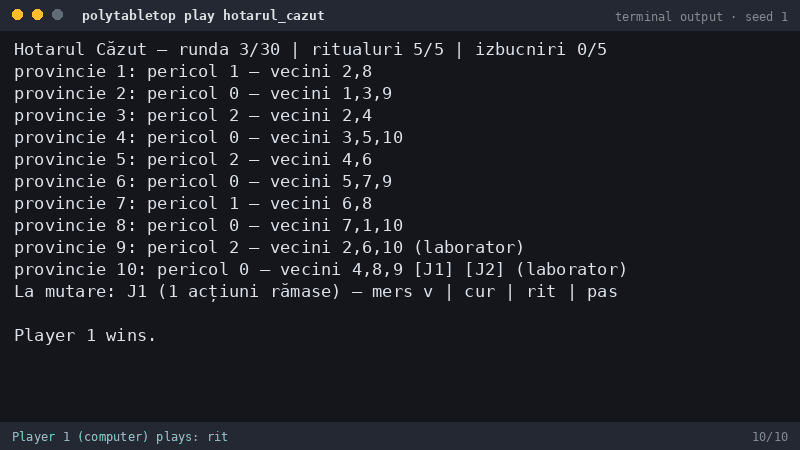 polytabletop play hotarul_cazut
terminal output · seed 1
Hotarul Căzut — runda 3/30 | ritualuri 5/5 | izbucniri 0/5
provincie 1: pericol 1 — vecini 2,8
provincie 2: pericol 0 — vecini 1,3,9
provincie 3: pericol 2 — vecini 2,4
provincie 4: pericol 0 — vecini 3,5,10
provincie 5: pericol 2 — vecini 4,6
provincie 6: pericol 0 — vecini 5,7,9
provincie 7: pericol 1 — vecini 6,8
provincie 8: pericol 0 — vecini 7,1,10
provincie 9: pericol 2 — vecini 2,6,10 (laborator)
provincie 10: pericol 0 — vecini 4,8,9 [J1] [J2] (laborator)
La mutare: J1 (1 acțiuni rămase) — mers v | cur | rit | pas
Player 1 wins.
Player 1 (computer) plays: rit
10/10